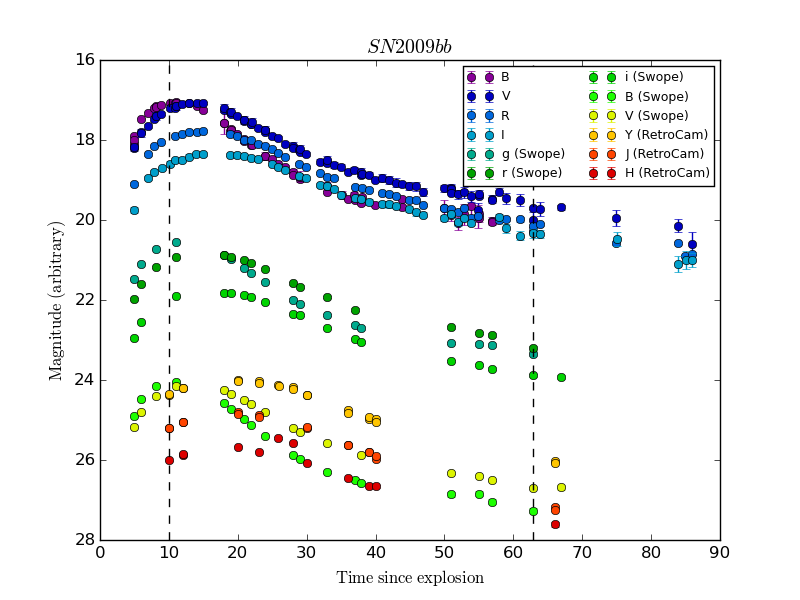 SN2009bb
16
18
20
22
24
26
28
Magnitude (arbitrary)
B
V
R
I
g (Swope)
r (Swope)
i (Swope)
B (Swope)
V (Swope)
Y (RetroCam)
J (RetroCam)
H (RetroCam)
0 10 20 30 40 50 60 70 80 90
Time since explosion